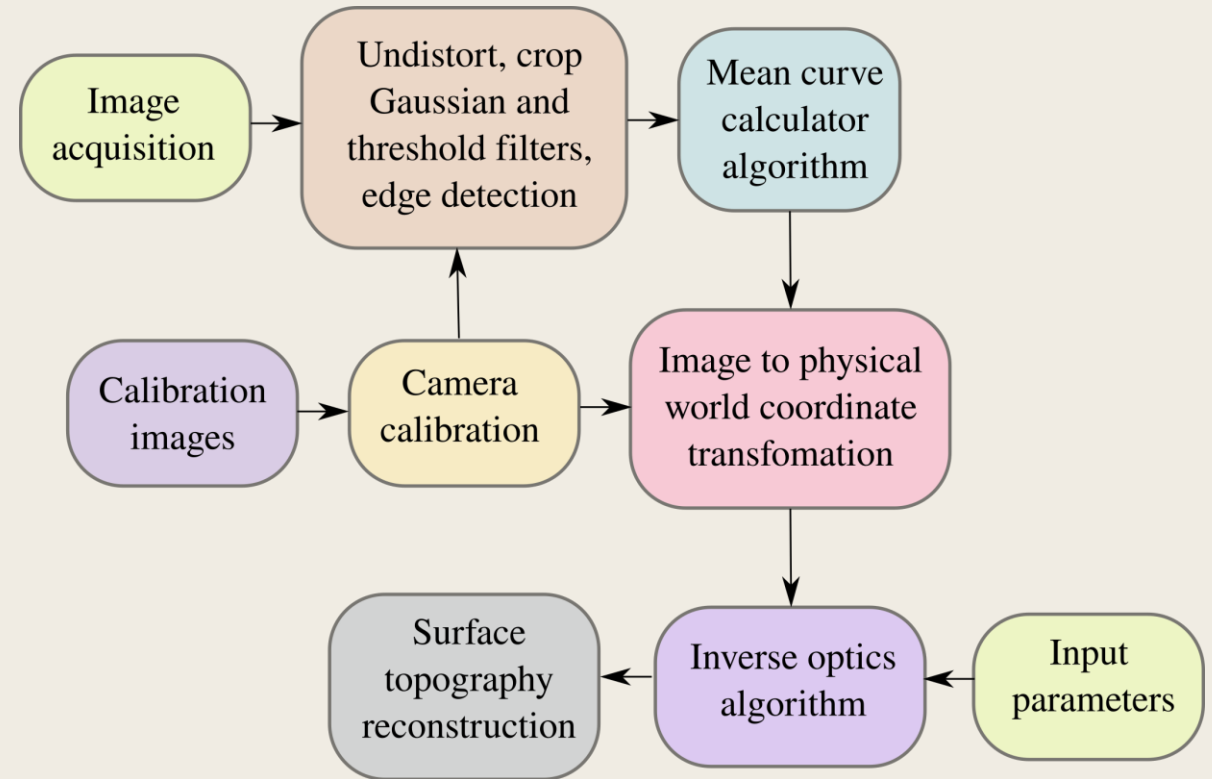 Image
acquisition
Undistort, crop
Gaussian and
threshold filters,
edge detection
Mean curve
calculator
algorithm
Calibration
images
Camera
calibration
Image to physical
world coordinate
transfomation
Surface
topography
reconstruction
Inverse optics
algorithm
Input
parameters